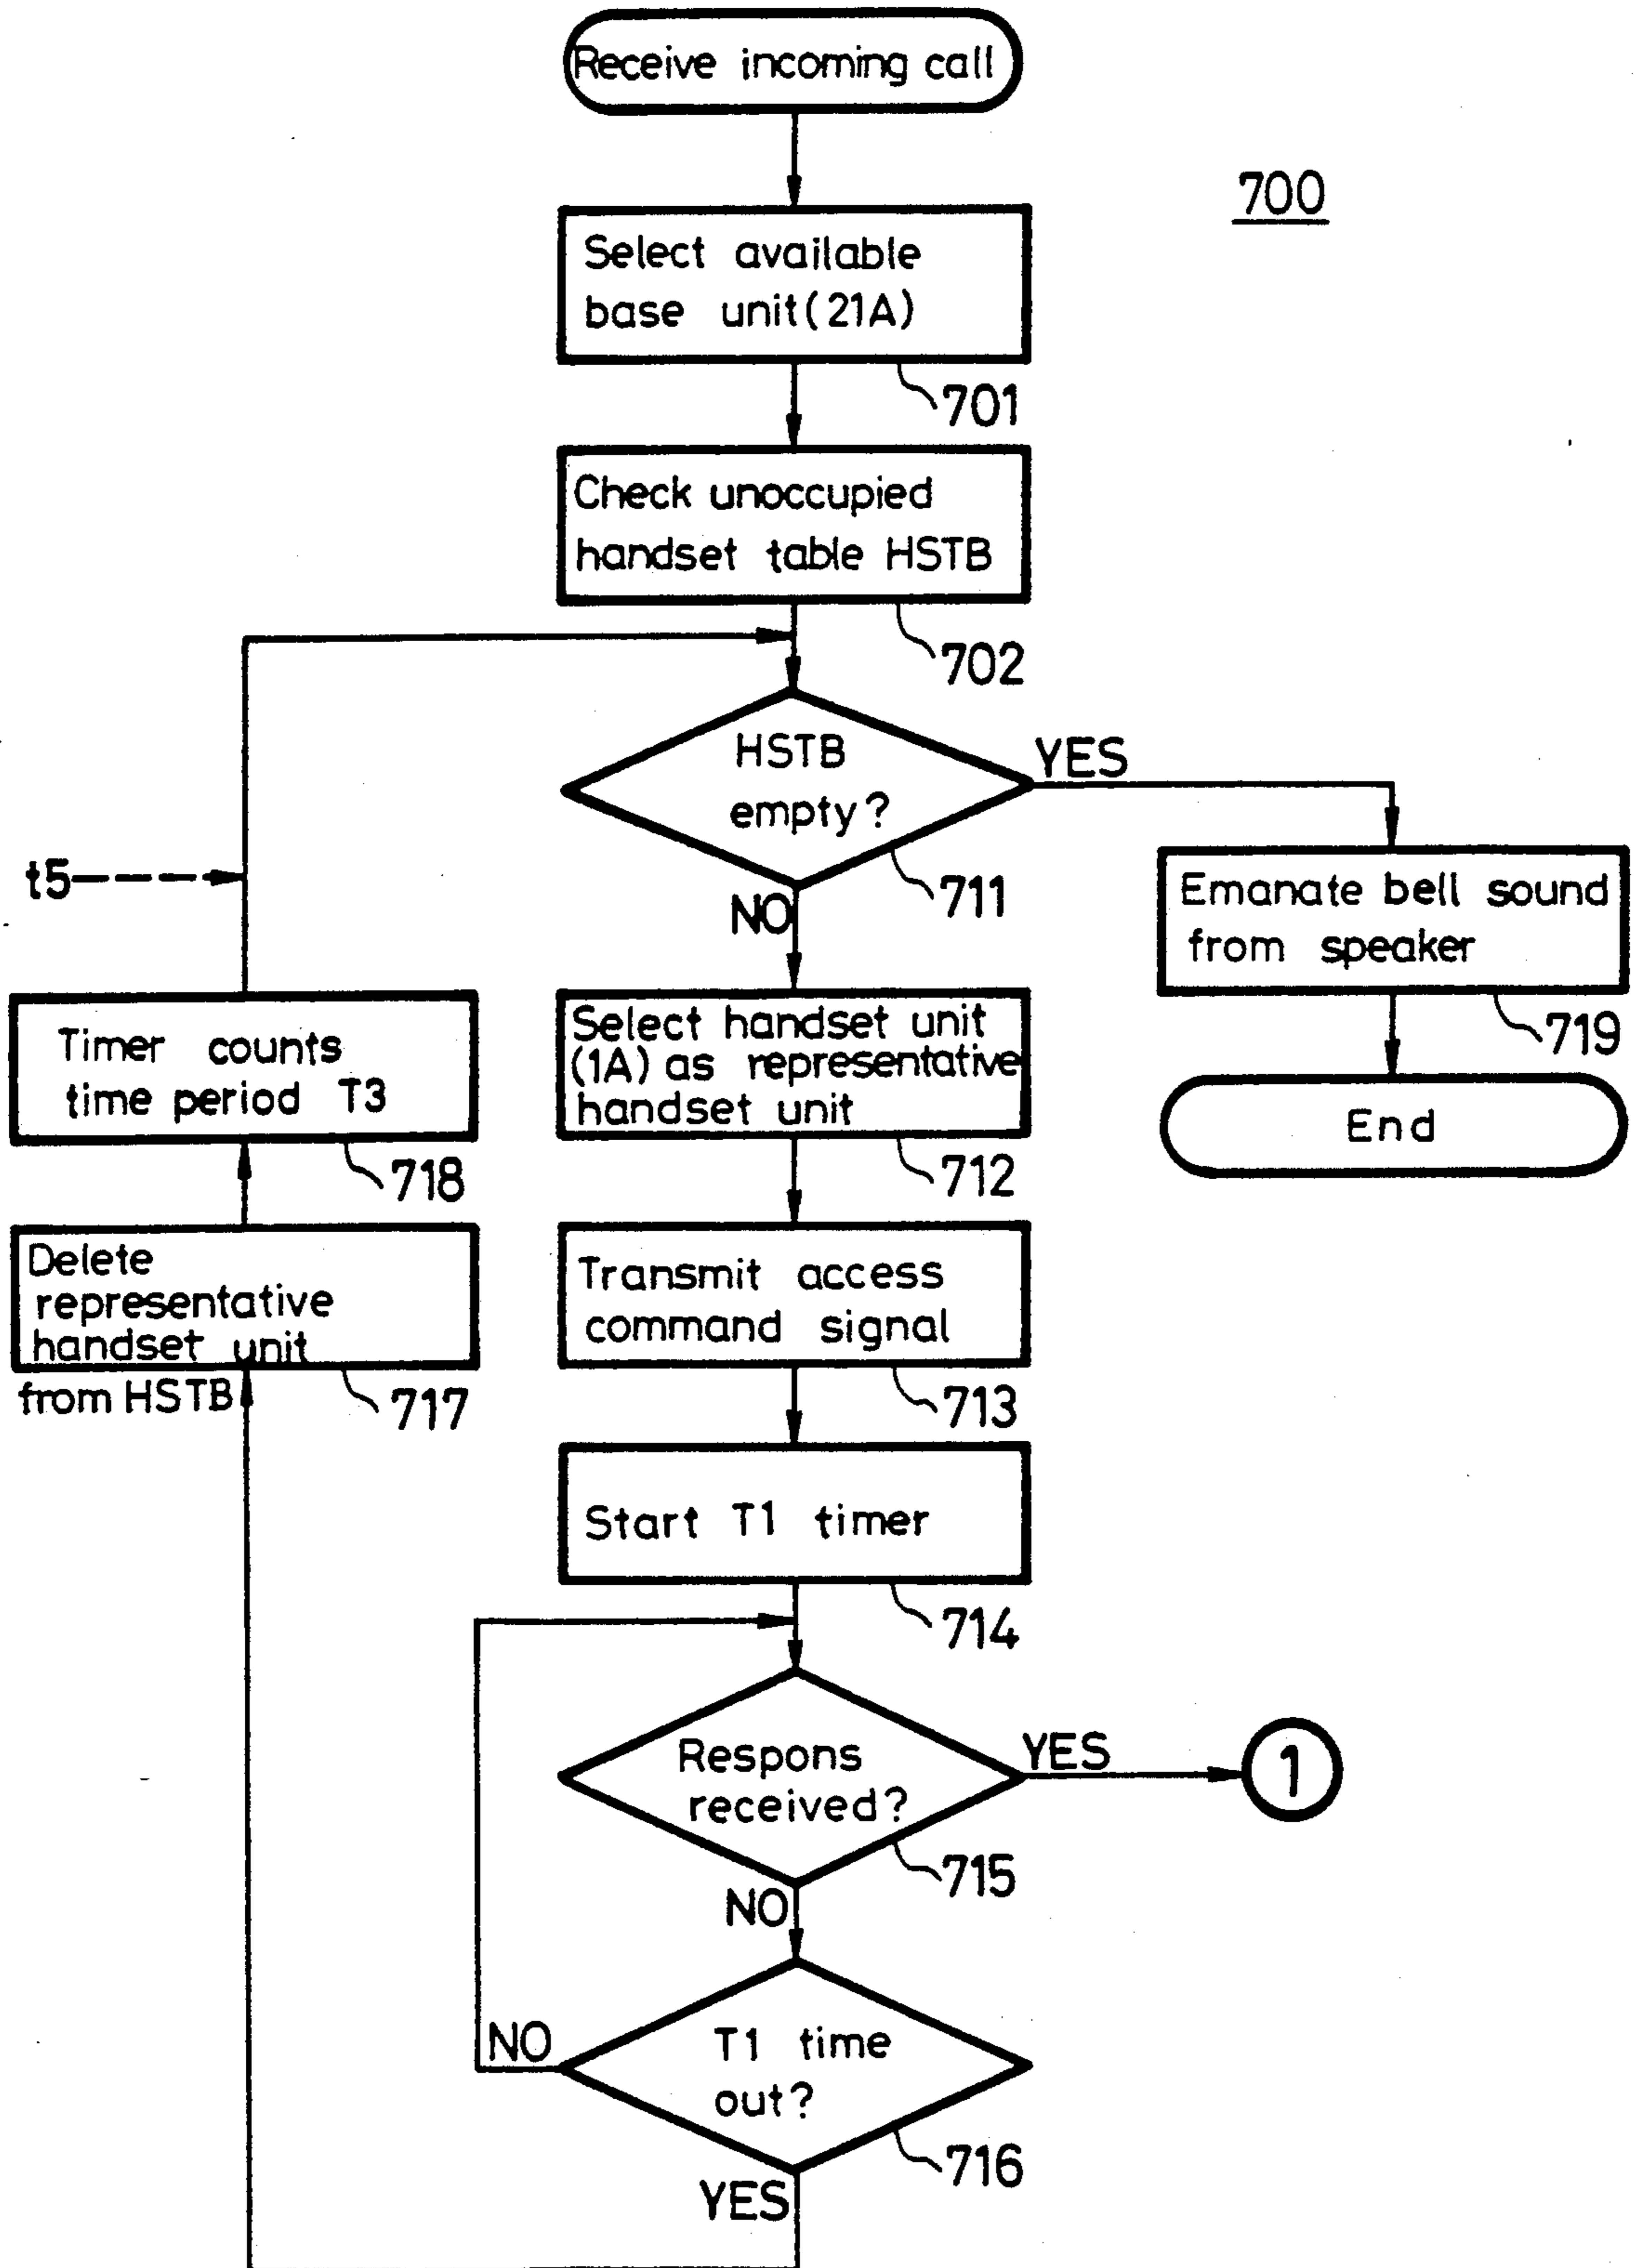 Receive incoming call
700
Select available
base unit(21A)
701
Check unoccupied
handset table HSTB
702
HSTB
empty?
YES
711
NO
t5
Emanate bell sound
from speaker
719
End
Timer counts
time period T3
718
Select handset unit
(1A) as representative
handset unit
712
Delete
representative
handset unit
from HSTB
717
Transmit access
command signal
713
Start T1 timer
714
Respons
received?
YES
1
715
NO
T1 time
out?
NO
716
YES